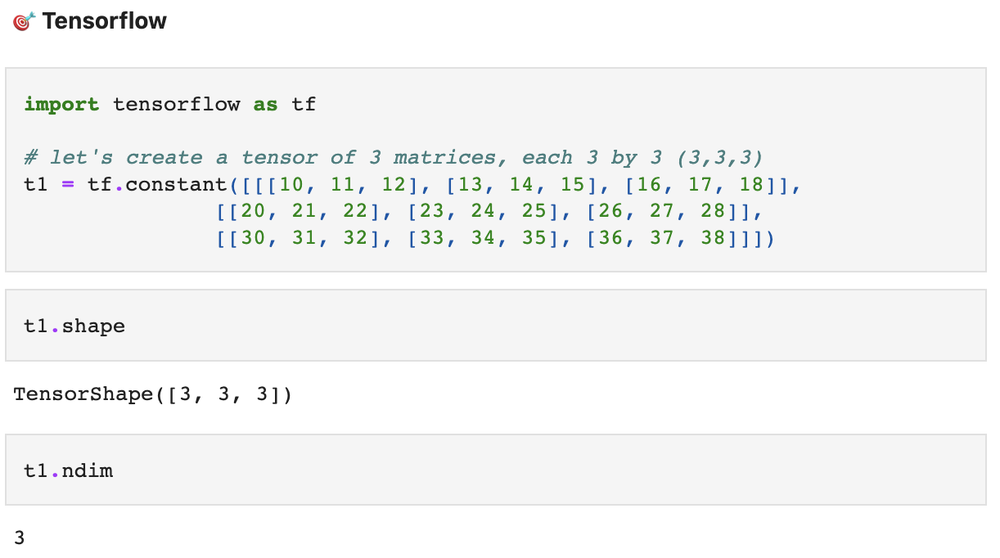 🎯 Tensorflow
import tensorflow as tf
# let's create a tensor of 3 matrices, each 3 by 3 (3,3,3)
t1 = tf.constant([[[10, 11, 12], [13, 14, 15], [16, 17, 18]],
[[20, 21, 22], [23, 24, 25], [26, 27, 28]],
[[30, 31, 32], [33, 34, 35], [36, 37, 38]]])
t1.shape
TensorShape([3, 3, 3])
t1.ndim
3